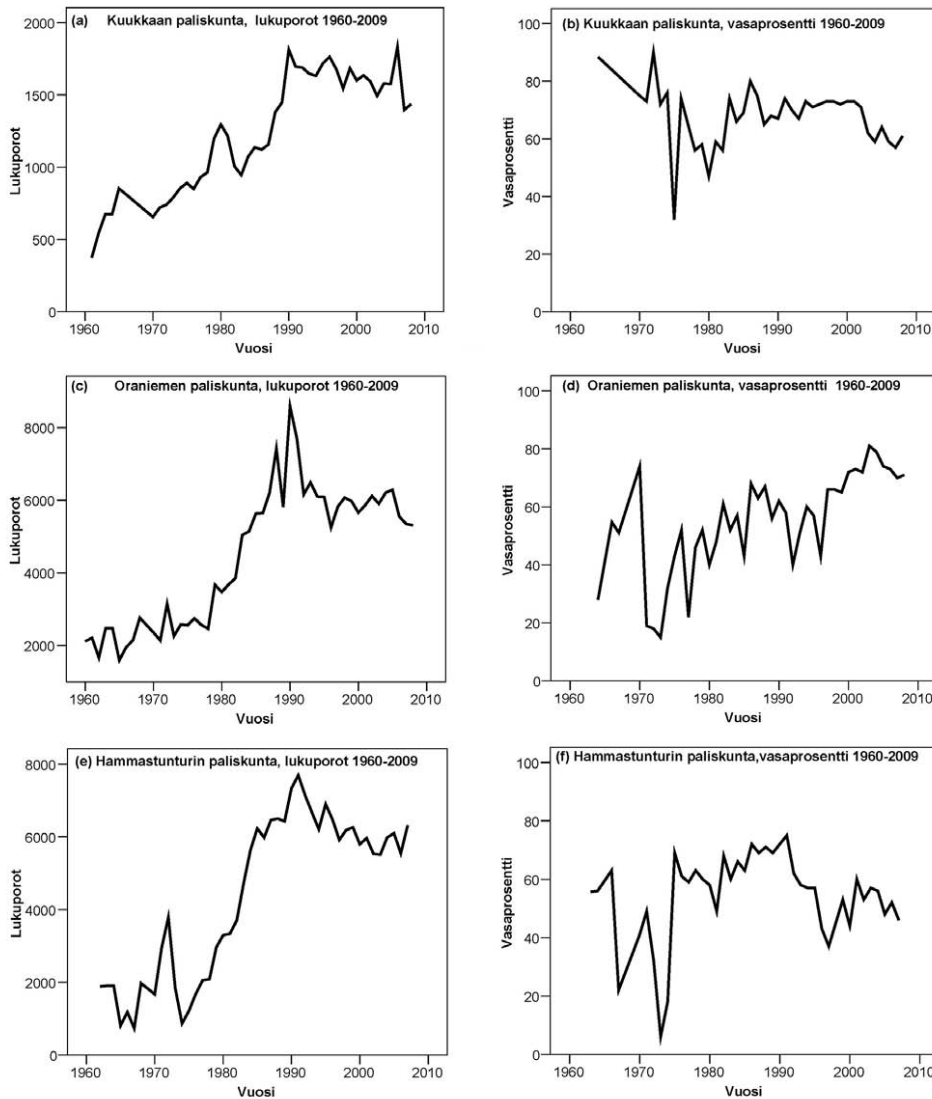 (a) Kuukkaan paliskunta, lukuporot 1960-2009
2000
1500
1000
500
0
Lukuporot
1960 1970 1980 1990 2000 2010
Vuosi
(b) Kuukkaan paliskunta, vasaprosentti 1960-2009
100
80
60
40
20
0
Vasaprosentti
1960 1970 1980 1990 2000 2010
Vuosi
(c) Oraniemen paliskunta, lukuporot 1960-2009
8000
6000
4000
2000
Lukuporot
1960 1970 1980 1990 2000 2010
Vuosi
(d) Oraniemen paliskunta, vasaprosentti 1960-2009
100
80
60
40
20
0
Vasaprosentti
1960 1970 1980 1990 2000 2010
Vuosi
(e) Hammastunturin paliskunta, lukuporot 1960-2009
8000
6000
4000
2000
0
Lukuporot
1960 1970 1980 1990 2000 2010
Vuosi
(f) Hammastunturin paliskunta,vasaprosentti 1960-2009
100
80
60
40
20
0
Vasaprosentti
1960 1970 1980 1990 2000 2010
Vuosi